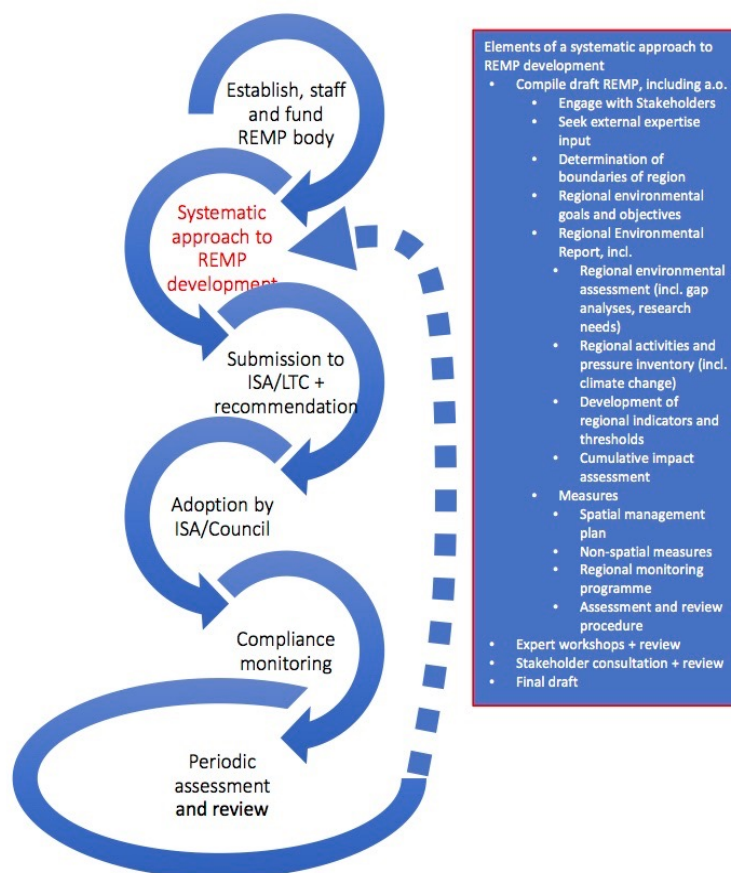 Establish, staff
and fund
REMP body
Systematic
approach to
REMP
development
Submission to
ISA/LTC +
recommendation
Adoption by
ISA/Council
Compliance
monitoring
Periodic
assessment
and review
Elements of a systematic approach to
REMP development
• Compile draft REMP, including a.o.
• Engage with Stakeholders
• Seek external expertise
input
• Determination of
boundaries of region
• Regional environmental
goals and objectives
• Regional Environmental
Report, incl.
• Regional environmental
assessment (incl. gap
analyses, research
needs)
• Regional activities and
pressure inventory (incl.
climate change)
• Development of
regional indicators and
thresholds
• Cumulative impact
assessment
• Measures
• Spatial management
plan
• Non-spatial measures
• Regional monitoring
programme
• Assessment and review
procedure
• Expert workshops + review
• Stakeholder consultation + review
• Final draft